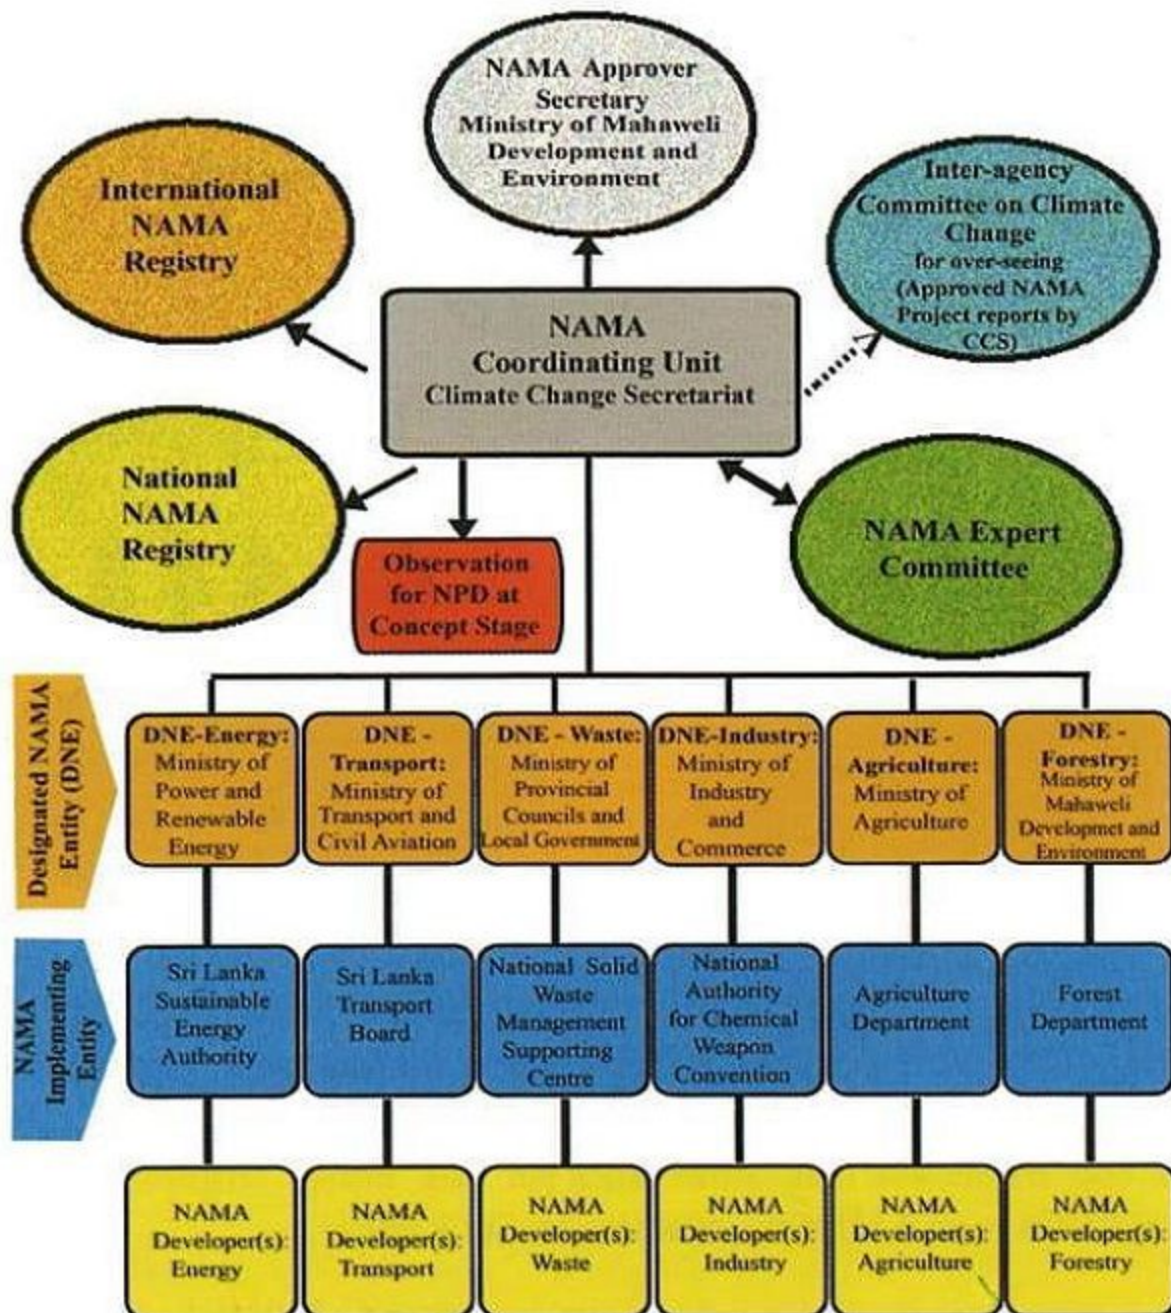 NAMA Approver
Secretary
Ministry of Mahaweli
Development and
Environment
International
NAMA
Registry
Inter-agency
Committee on Climate
Change
for over-seeing
(Approved NAMA
Project reports by
CCS)
NAMA
Coordinating Unit
Climate Change Secretariat
National
NAMA
Registry
Observation
for NPD at
Concept Stage
NAMA Expert
Committee
Designated NAMA
Entity (DNE)
DNE-Energy:
Ministry of
Power and
Renewable
Energy
DNE -
Transport:
Ministry of
Transport and
Civil Aviation
DNE - Waste:
Ministry of
Provincial
Councils and
Local Government
DNE-Industry:
Ministry of
Industry
and
Commerce
DNE -
Agriculture:
Ministry of
Agriculture
DNE -
Forestry:
Ministry of
Mahaweli
Developmet and
Environment
NAMA
Implementing
Entity
Sri Lanka
Sustainable
Energy
Authority
Sri Lanka
Transport
Board
National Solid
Waste
Management
Supporting
Centre
National
Authority
for Chemical
Weapon
Convention
Agriculture
Department
Forest
Department
NAMA
Developer(s):
Energy
NAMA
Developer(s):
Transport
NAMA
Developer(s):
Waste
NAMA
Developer(s):
Industry
NAMA
Developer(s):
Agriculture
NAMA
Developer(s):
Forestry